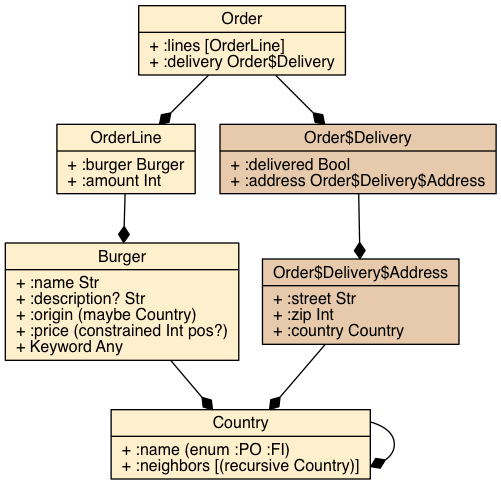 Order
+ :lines [OrderLine]
+ :delivery Order$Delivery
OrderLine
+ :burger Burger
+ :amount Int
Order$Delivery
+ :delivered Bool
+ :address Order$Delivery$Address
Burger
+ :name Str
+ :description? Str
+ :origin (maybe Country)
+ :price (constrained Int pos?)
+ Keyword Any
Order$Delivery$Address
+ :street Str
+ :zip Int
+ :country Country
Country
+ :name (enum :PO :FI)
+ :neighbors [(recursive Country)]